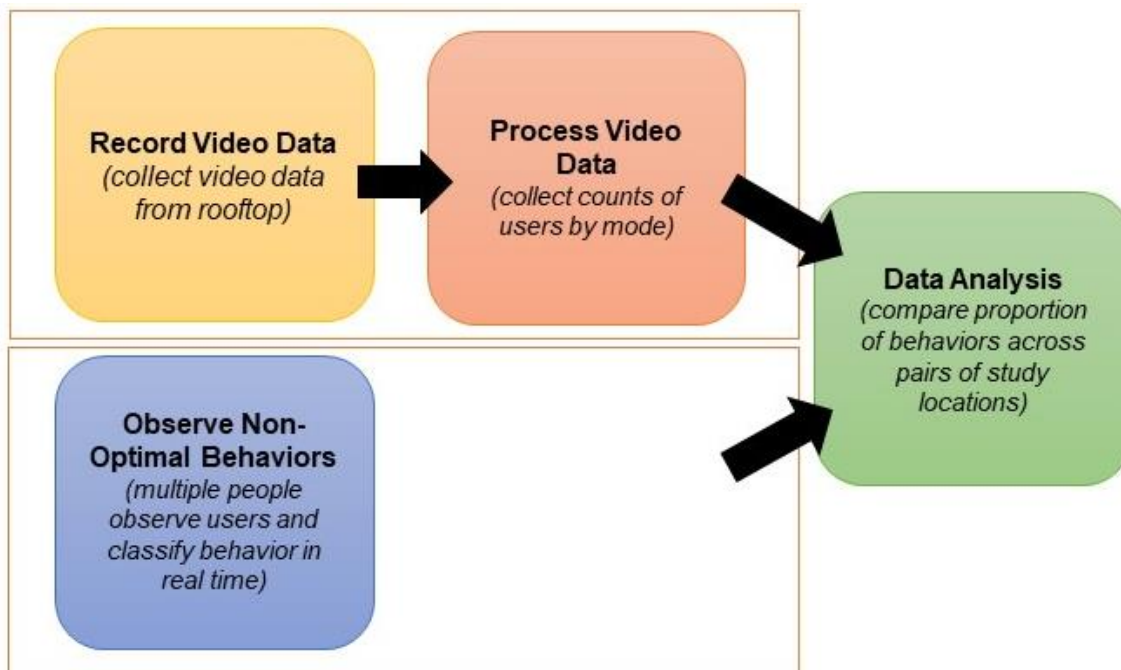 Record Video Data
(collect video data
from rooftop)
Process Video
Data
(collect counts of
users by mode)
Data Analysis
(compare proportion
of behaviors across
pairs of study
locations)
Observe Non-
Optimal Behaviors
(multiple people
observe users and
classify behavior in
real time)